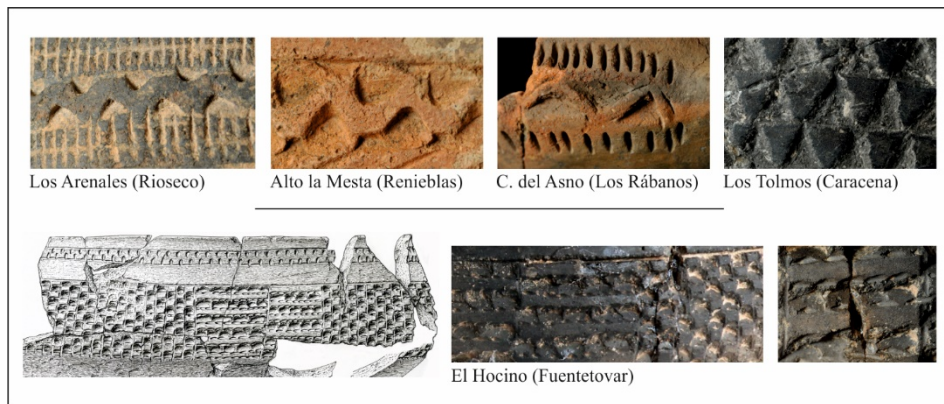 Los Arenales (Rioseco)
Alto la Mesta (Renieblas)
C. del Asno (Los Rábanos)
Los Tolmos (Caracena)
El Hocino (Fuentetovar)